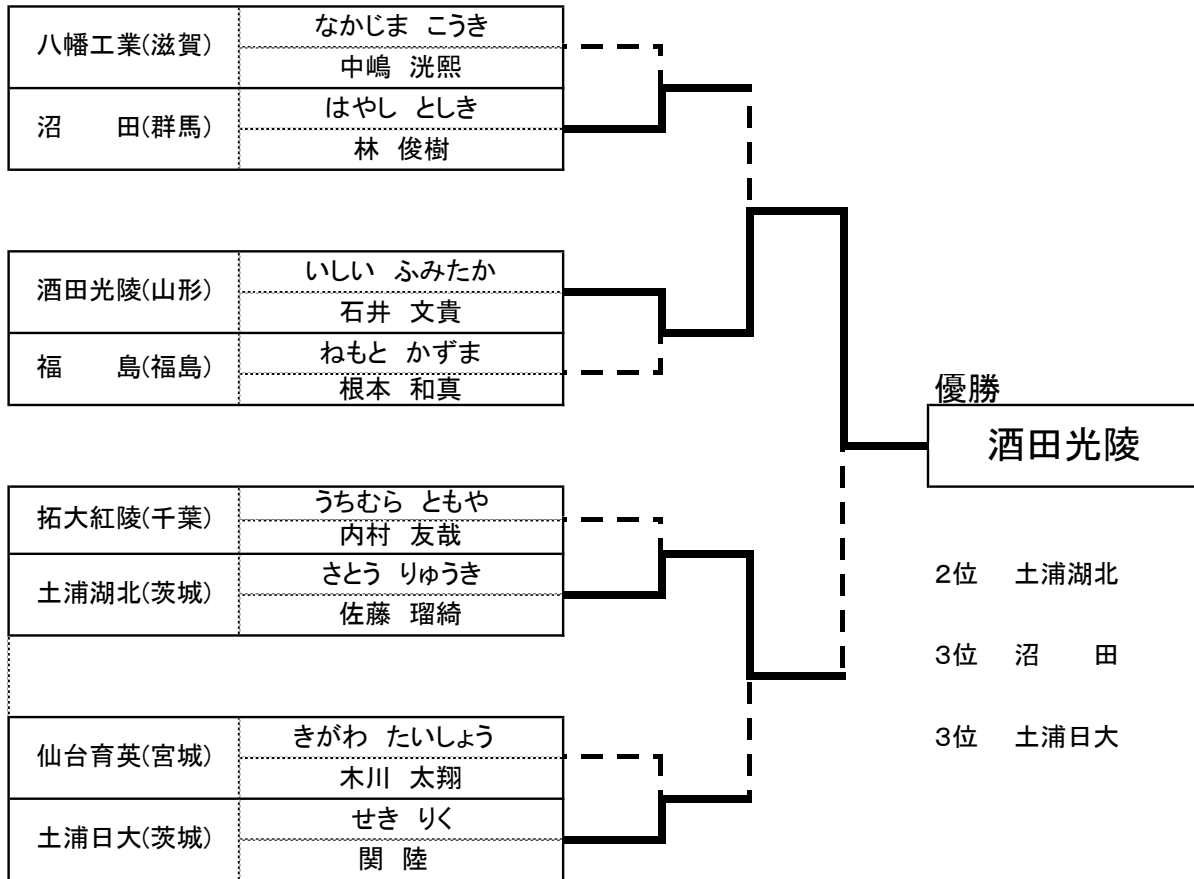 八幡工業(滋賀)
なかじま こうき
中嶋 洸熙
沼　　田(群馬)
はやし としき
林 俊樹
酒田光陵(山形)
いしい ふみたか
石井 文貴
福　　島(福島)
ねもと かずま
根本 和真
優勝
酒田光陵
拓大紅陵(千葉)
うちむら ともや
内村 友哉
土浦湖北(茨城)
さとう りゅうき
佐藤 瑠綺
2位　土浦湖北
3位　沼　　田
3位　土浦日大
仙台育英(宮城)
きがわ たいしょう
木川 太翔
土浦日大(茨城)
せき りく
関 陸